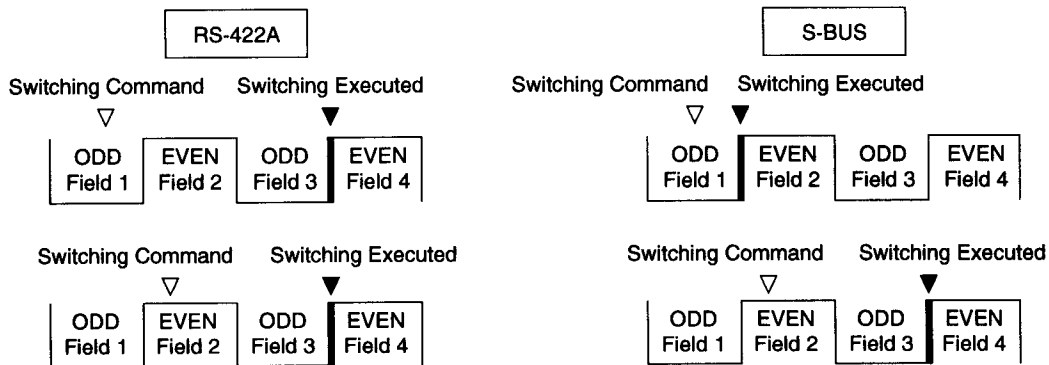 RS-422A
S-BUS
Switching Command Switching Executed
Switching Command Switching Executed
ODD EVEN ODD EVEN
Field 1 Field 2 Field 3 Field 4
ODD EVEN ODD EVEN
Field 1 Field 2 Field 3 Field 4
Switching Command Switching Executed
Switching Command Switching Executed
ODD EVEN ODD EVEN
Field 1 Field 2 Field 3 Field 4
ODD EVEN ODD EVEN
Field 1 Field 2 Field 3 Field 4